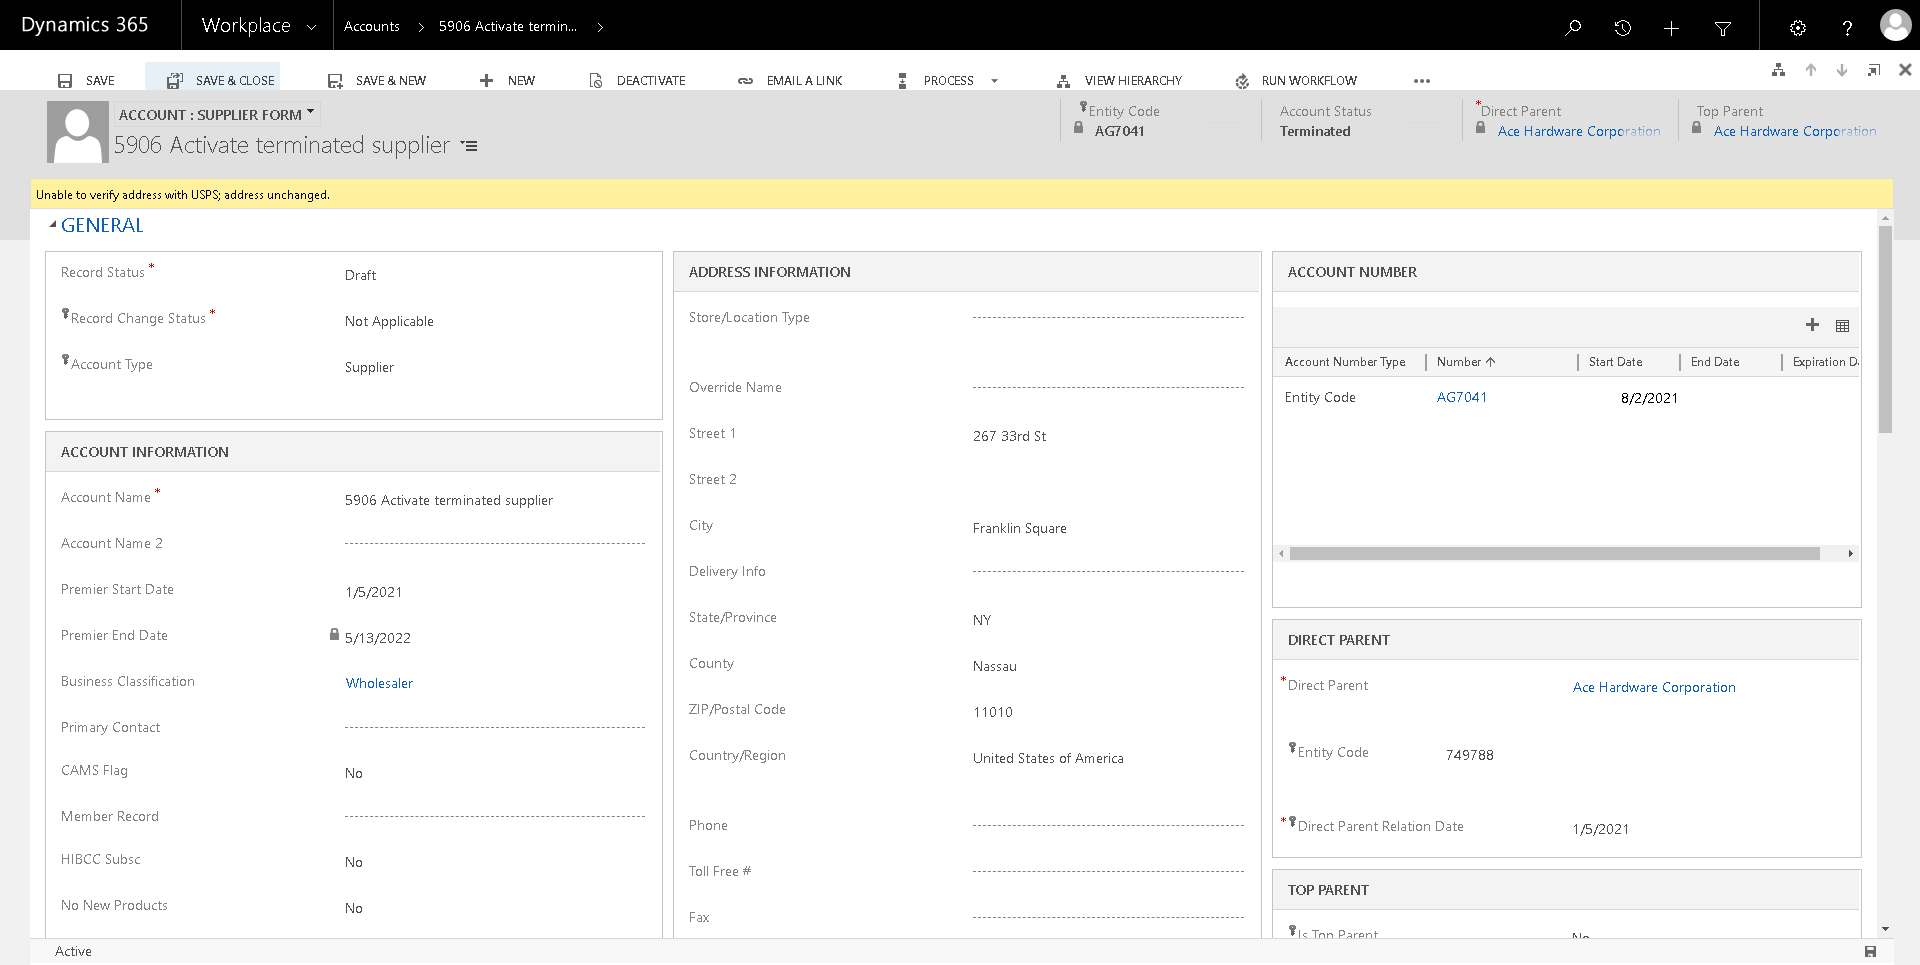 Dynamics 365
Workplace
Accounts
5906 Activate termin...
SAVE
SAVE & CLOSE
SAVE & NEW
NEW
DEACTIVATE
EMAIL A LINK
PROCESS
VIEW HIERARCHY
RUN WORKFLOW
ACCOUNT : SUPPLIER FORM
5906 Activate terminated supplier
Entity Code
AG7041
Account Status
Terminated
*Direct Parent
Ace Hardware Corporation
Top Parent
Ace Hardware Corporation
Unable to verify address with USPS; address unchanged.
GENERAL
Record Status *
Draft
Record Change Status *
Not Applicable
Account Type
Supplier
ACCOUNT INFORMATION
Account Name *
5906 Activate terminated supplier
Account Name 2
Premier Start Date
1/5/2021
Premier End Date
5/13/2022
Business Classification
Wholesaler
Primary Contact
CAMS Flag
No
Member Record
HIBCC Subsc
No
No New Products
No
ADDRESS INFORMATION
Store/Location Type
Override Name
Street 1
267 33rd St
Street 2
City
Franklin Square
Delivery Info
State/Province
NY
County
Nassau
ZIP/Postal Code
11010
Country/Region
United States of America
Phone
Toll Free #
Fax
ACCOUNT NUMBER
Account Number Type
Number
Start Date
End Date
Expiration D
Entity Code
AG7041
8/2/2021
DIRECT PARENT
*Direct Parent
Ace Hardware Corporation
Entity Code
749788
*Direct Parent Relation Date
1/5/2021
TOP PARENT
Is Top Parent
No
Active